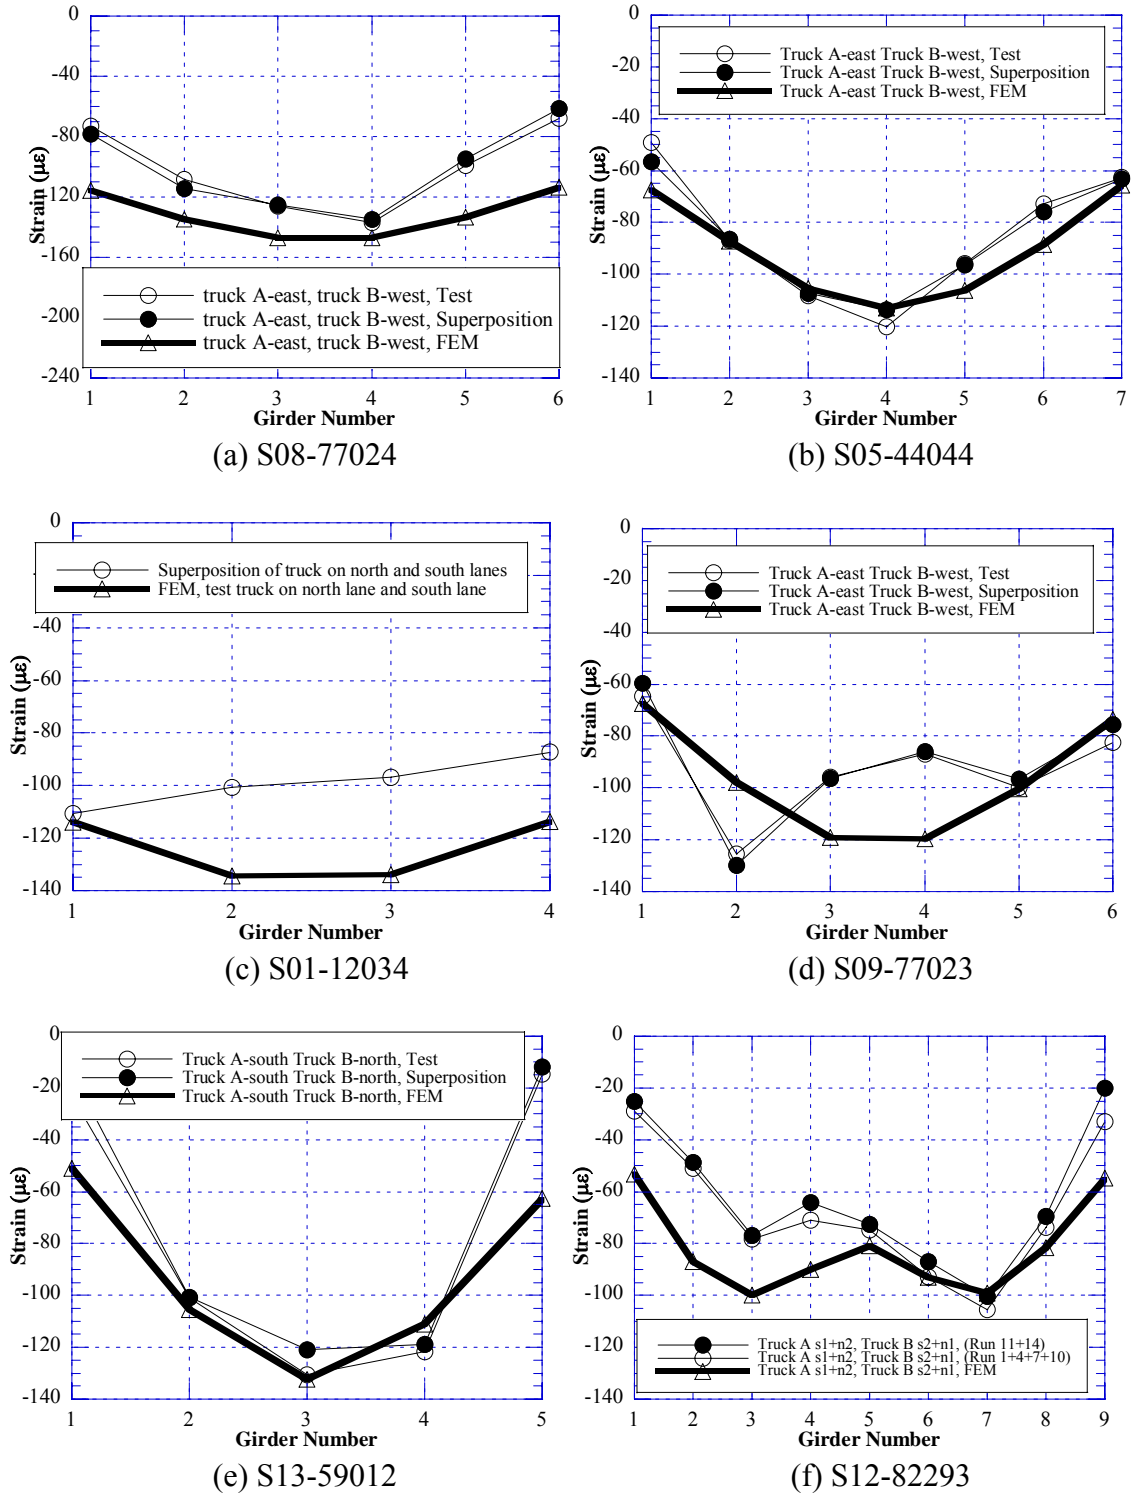 0
-40
-80
-120
-160
-200
-240
Strain (με)
truck A-east, truck B-west, Test
truck A-east, truck B-west, Superposition
truck A-east, truck B-west, FEM
1 2 3 4 5 6
Girder Number
(a) S08-77024
0
-20
-40
-60
-80
-100
-120
-140
Strain (με)
Truck A-east Truck B-west, Test
Truck A-east Truck B-west, Superposition
Truck A-east Truck B-west, FEM
1 2 3 4 5 6 7
Girder Number
(b) S05-44044
0
-40
-60
-80
-100
-120
-140
Strain (με)
Superposition of truck on north and south lanes
FEM, test truck on north lane and south lane
1 2 3 4
Girder Number
(c) S01-12034
0
-20
-40
-60
-80
-100
-120
-140
Strain (με)
Truck A-east Truck B-west, Test
Truck A-east Truck B-west, Superposition
Truck A-east Truck B-west, FEM
1 2 3 4 5 6
Girder Number
(d) S09-77023
0
-40
-60
-80
-100
-120
-140
Strain (με)
Truck A-south Truck B-north, Test
Truck A-south Truck B-north, Superposition
Truck A-south Truck B-north, FEM
1 2 3 4 5
Girder Number
(e) S13-59012
0
-20
-40
-60
-80
-100
-120
-140
Strain (με)
Truck A s1+n2, Truck B s2+n1, (Run 11+14)
Truck A s1+n2, Truck B s2+n1, (Run 1+4+7+10)
Truck A s1+n2, Truck B s2+n1, FEM
1 2 3 4 5 6 7 8 9
Girder Number
(f) S12-82293